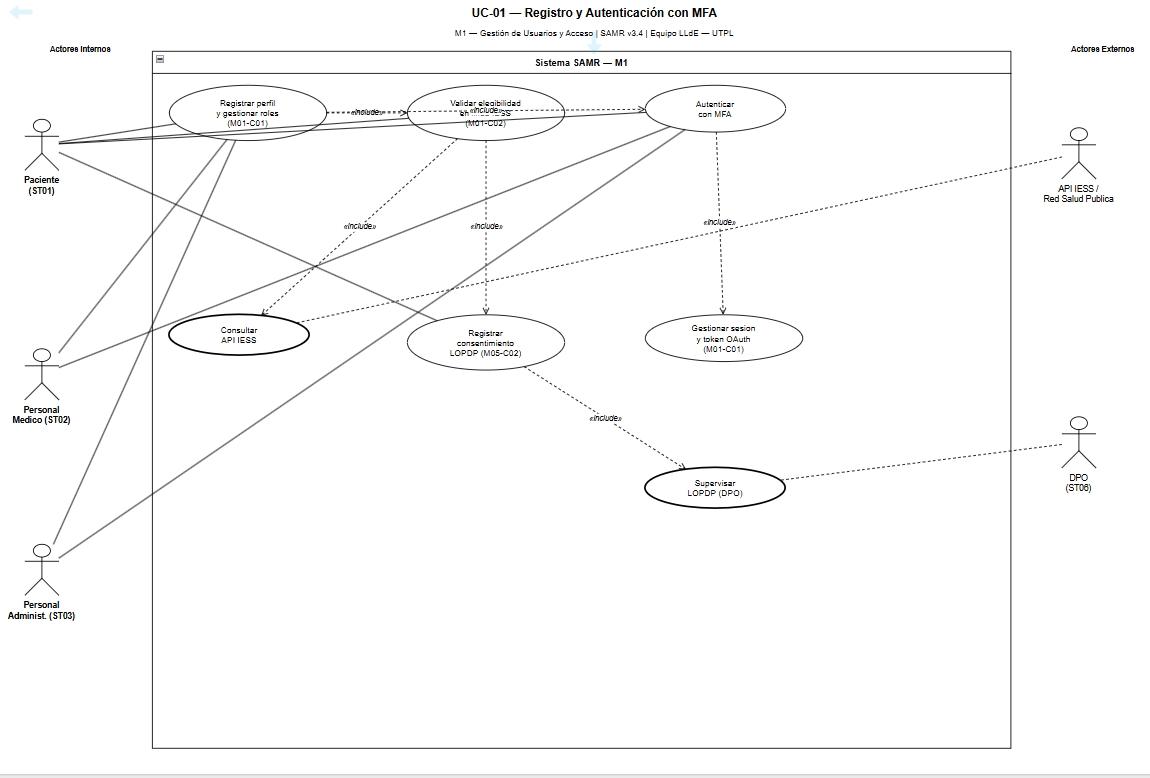 UC-01 — Registro y Autenticación con MFA
M1 — Gestión de Usuarios y Acceso | SAMR v3.4 | Equipo LLdE — UTPL
Actores Internos
Actores Externos
Sistema SAMR — M1
Registrar perfil
y gestionar roles
(M01-C01)
«include»
Validar elegibilidad
en
«include»
(M01-C02)
Autenticar
con MFA
Paciente
(ST01)
API IESS /
Red Salud Publica
«include»
«include»
«include»
Consultar
API IESS
Registrar
consentimiento
LOPDP (M05-C02)
Gestionar sesion
y token OAuth
(M01-C01)
Personal
Medico (ST02)
«include»
Supervisar
LOPDP (DPO)
DPO
(ST06)
Personal
Administ. (ST03)